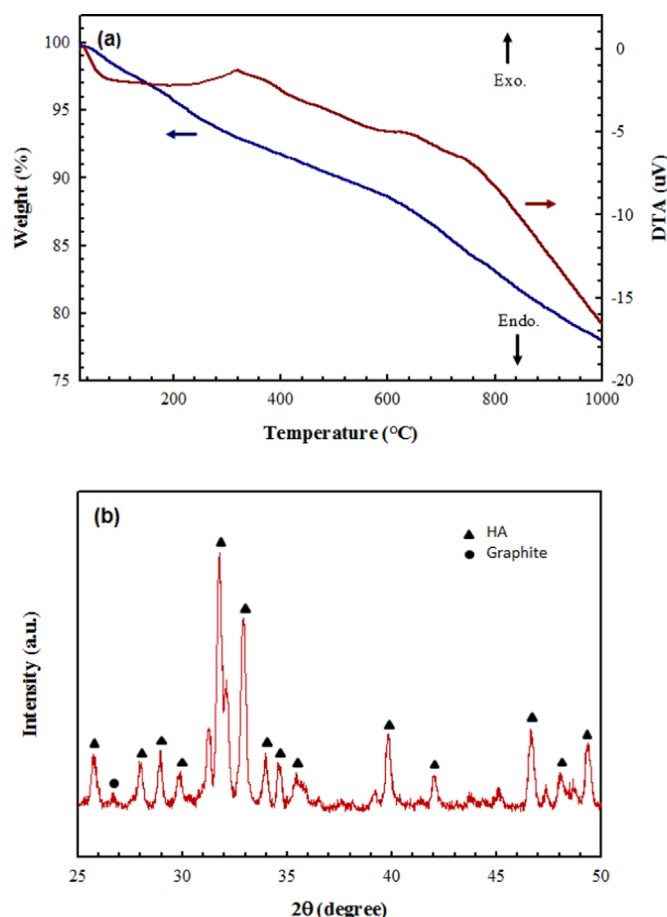 (a)
100
95
90
85
80
75
Weight (%)
0
-5
-10
-15
-20
DTA (uV)
Exo.
Endo.
200
400
600
800
1000
Temperature (°C)
(b)
HA
Graphite
Intensity (a.u.)
25
30
35
40
45
50
2θ (degree)